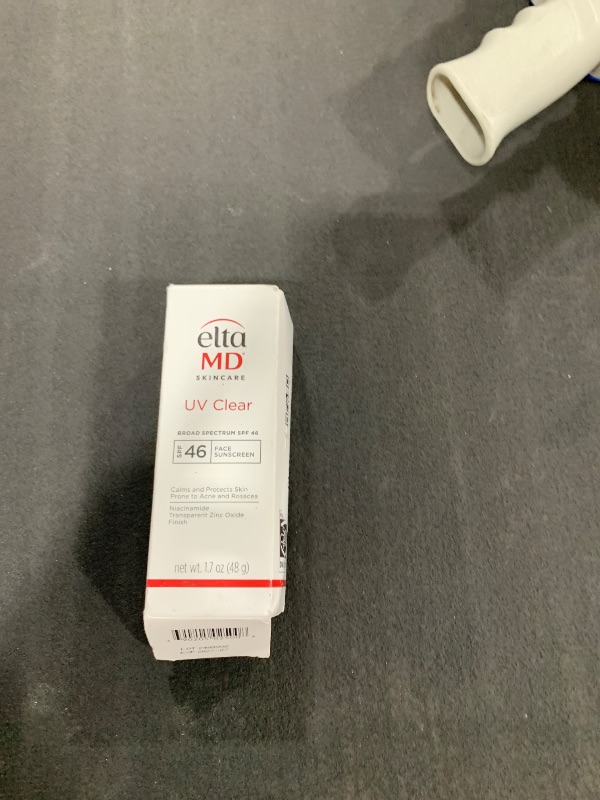 elta
MD
SKINCARE
UV Clear
BROAD SPECTRUM SPF 46
SPF 46 FACE
SUNSCREEN
Calms and Protects Skin
Prone to Acne and Rosacea
Niacinamide
Transparent Zinc Oxide
Finish
net wt. 1.7 oz (48 g)
LOT